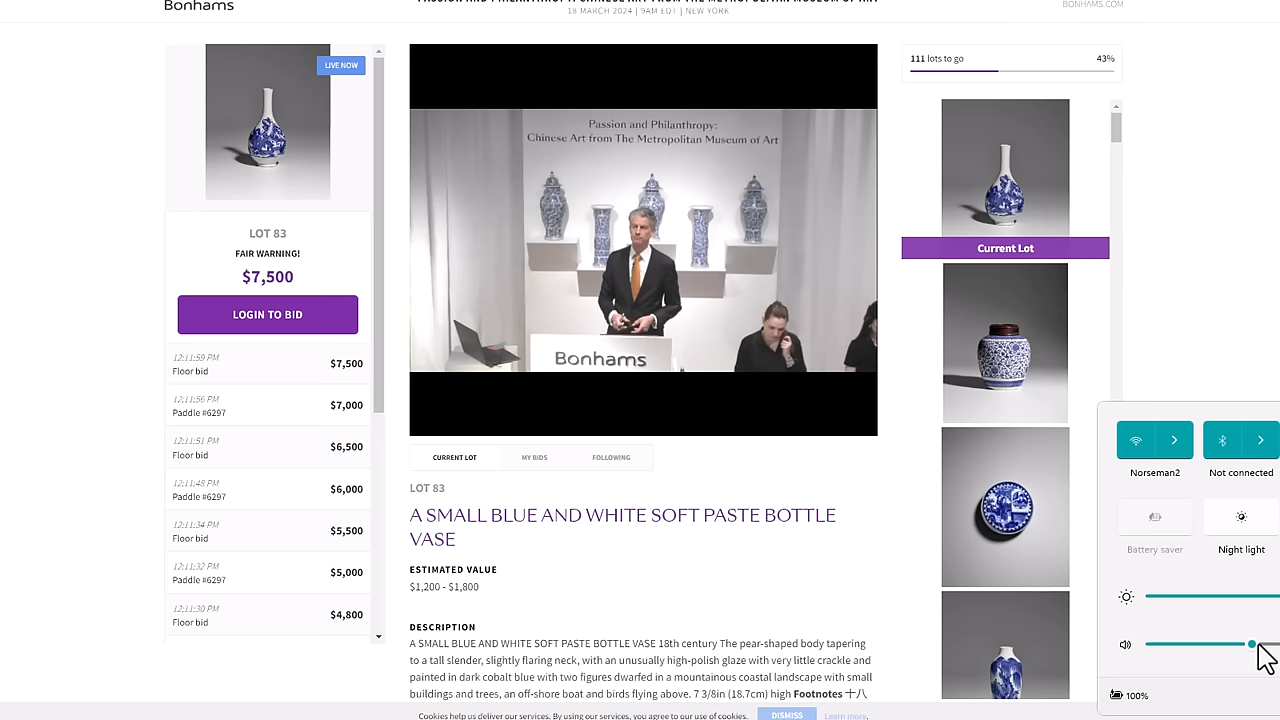 Bonhams
PASSION AND PHILANTHROPY: CHINESE ART FROM THE METROPOLITAN MUSEUM OF ART
18 MARCH 2024 | 9AM EDT | NEW YORK
BONHAMS.COM
LIVE NOW
LOT 83
FAIR WARNING!
$7,500
LOGIN TO BID
12:11:59 PM
Floor bid
$7,500
12:11:56 PM
Paddle #6297
$7,000
12:11:51 PM
Floor bid
$6,500
12:11:48 PM
Paddle #6297
$6,000
12:11:34 PM
Floor bid
$5,500
12:11:32 PM
Paddle #6297
$5,000
12:11:30 PM
Floor bid
$4,800
Passion and Philanthropy:
Chinese Art from The Metropolitan Museum of Art
Bonhams
CURRENT LOT
MY BIDS
FOLLOWING
LOT 83
A SMALL BLUE AND WHITE SOFT PASTE BOTTLE
VASE
ESTIMATED VALUE
$1,200 - $1,800
DESCRIPTION
A SMALL BLUE AND WHITE SOFT PASTE BOTTLE VASE 18th century The pear-shaped body tapering
to a tall slender, slightly flaring neck, with an unusually high-polish glaze with very little crackle and
painted in dark cobalt blue with two figures dwarfed in a mountainous coastal landscape with small
buildings and trees, an off-shore boat and birds flying above. 7 3/8in (18.7cm) high Footnotes 十八
111 lots to go
43%
Current Lot
Norseman2
Not connected
Battery saver
Night light
100%
Cookies help us deliver our services. By using our services, you agree to our use of cookies.
DISMISS
Learn more.